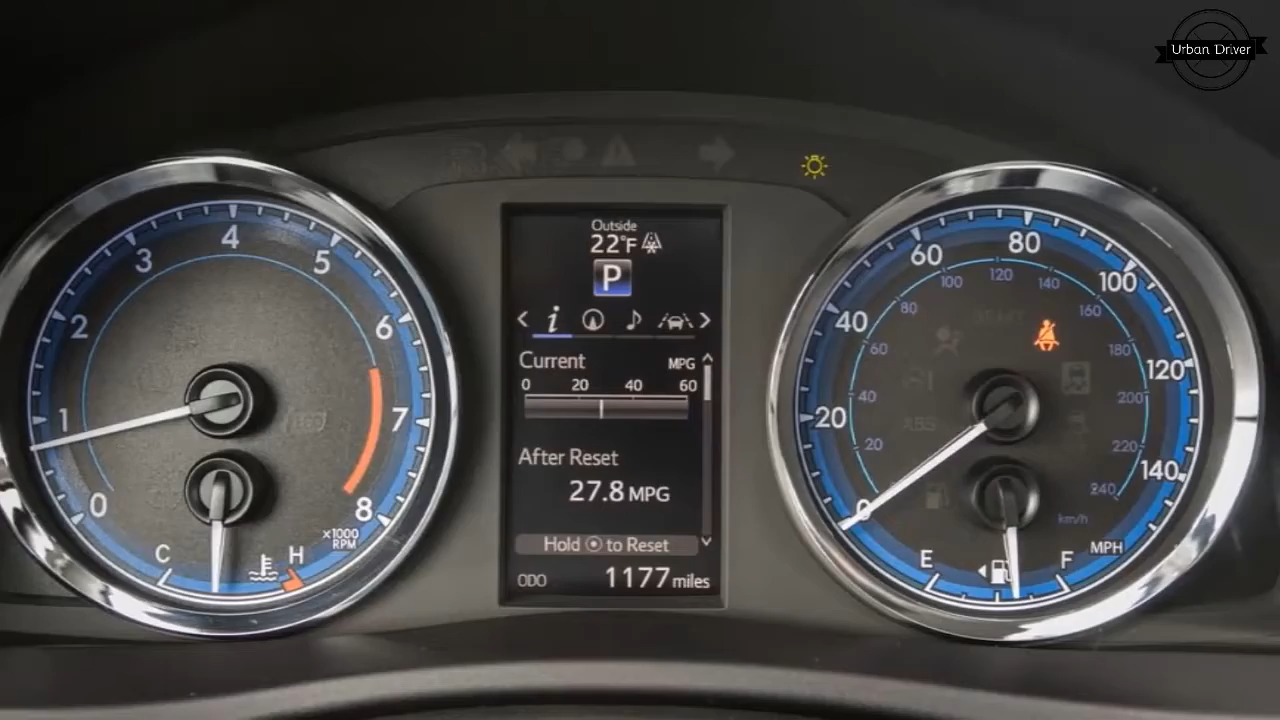 Urban Driver
Outside
22°F
P
i
Current MPG
0 20 40 60
After Reset
27.8 MPG
Hold to Reset
ODO 1177 miles
0 1 2 3 4 5 6 7 8
x1000
RPM
C H
0 20 40 60 80 100 120 140
20 40 60 80 100 120 140 160 180 200 220 240
km/h
MPH
E F
ABS